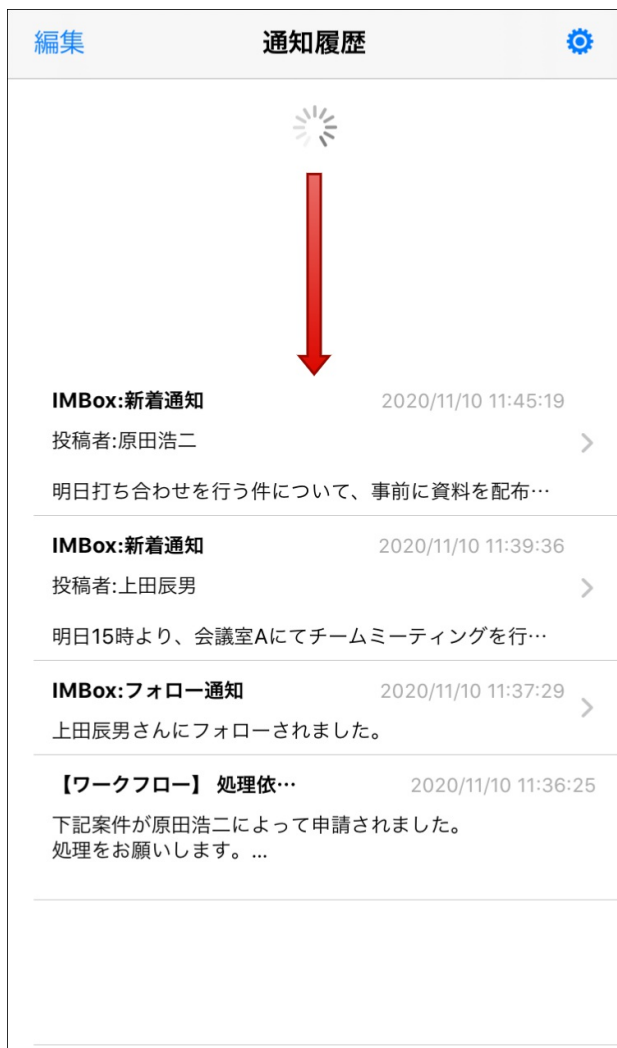 編集 通知履歴
IMBox:新着通知 2020/11/10 11:45:19
投稿者:原田浩二
明日打ち合わせを行う件について、事前に資料を配布…
IMBox:新着通知 2020/11/10 11:39:36
投稿者:上田辰男
明日15時より、会議室Aにてチームミーティングを行…
IMBox:フォロー通知 2020/11/10 11:37:29
上田辰男さんにフォローされました。
【ワークフロー】 処理依… 2020/11/10 11:36:25
下記案件が原田浩二によって申請されました。
処理をお願いします。...